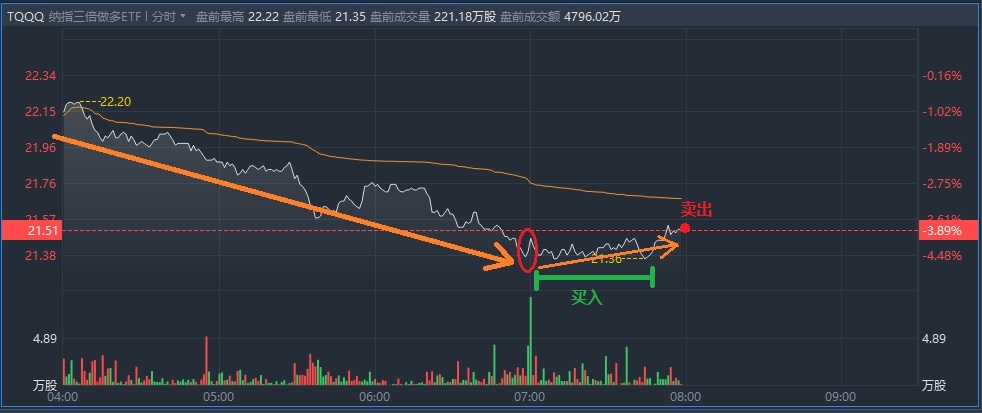 TQQQ 纳指三倍做多ETF | 分时 盘前最高 22.22 盘前最低 21.35 盘前成交量 221.18万股 盘前成交额 4796.02万
22.34 -0.16%
22.20
22.15 -1.02%
21.96 -1.89%
21.76 -2.75%
卖出
21.57 -3.61%
21.51 -3.89%
21.38 21.36 -4.48%
买入
4.89 4.89
万股 万股
04:00 05:00 06:00 07:00 08:00 09:00